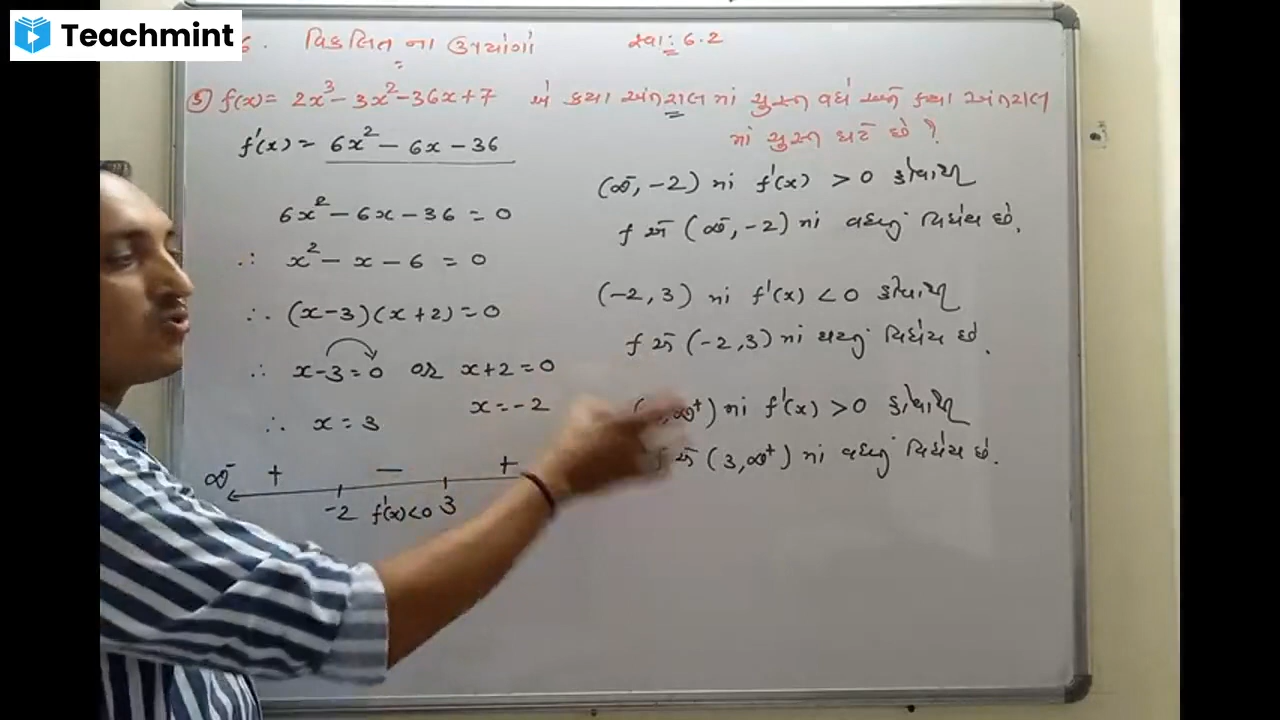 Teachmint
6. વિકલિત ના ઉપયોગો સ્વા: 6.2
⑤ f(x) = 2x³ - 3x² - 36x + 7 એ કયા અંતરાલ માં ચુસ્ત વધે અને કયા અંતરાલ
માં ચુસ્ત ઘટે છે ?
f'(x) = 6x² - 6x - 36
6x² - 6x - 36 = 0
∴ x² - x - 6 = 0
∴ (x-3)(x+2) = 0
∴ x-3=0 or x+2=0
∴ x = 3 x = -2
∞⁻ + — +
-2 f'(x)<0 3
(∞⁻, -2) માં f'(x) > 0 હોવાથી
f એ (∞⁻, -2) માં વધતું વિધેય છે.
(-2, 3) માં f'(x) < 0 હોવાથી
f એ (-2,3) માં ઘટતું વિધેય છે.
, ∞⁺) માં f'(x) > 0 હોવાથી
f એ (3, ∞⁺) માં વધતું વિધેય છે.